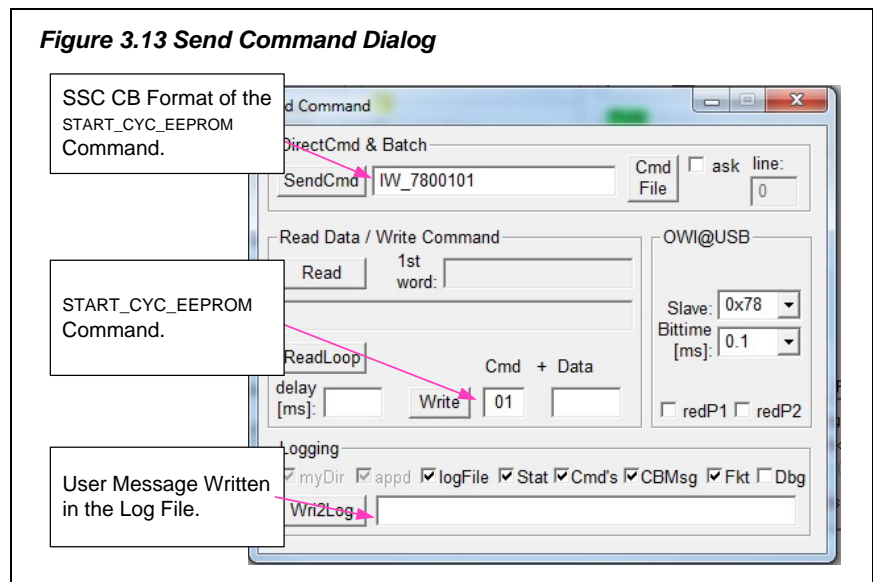 Figure 3.13 Send Command Dialog
SSC CB Format of the
START_CYC_EEPROM
Command.
d Command
DirectCmd & Batch
SendCmd
IW_7800101
Cmd
File
ask
line:
0
Read Data / Write Command
Read
1st
word:
OWI@USB
Slave:
0x78
Bittime
[ms]:
0.1
START_CYC_EEPROM
Command.
ReadLoop
Cmd + Data
delay
[ms]:
Write
01
redP1
redP2
Logging
myDir appd logFile Stat Cmd's CBMsg Fkt Dbg
User Message Written
in the Log File.
Wri2Log